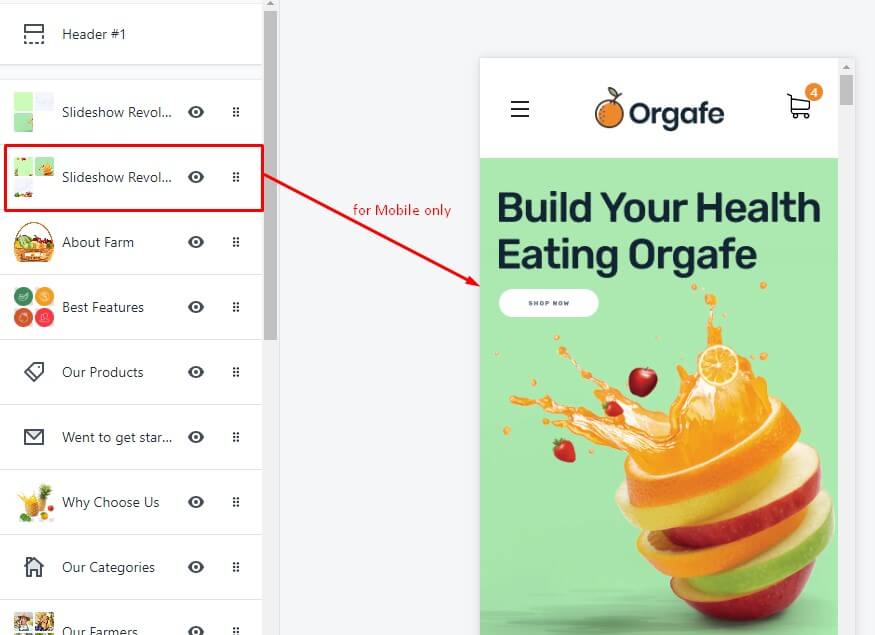 Header #1
Slideshow Revol...
Slideshow Revol...
About Farm
Best Features
Our Products
Went to get star...
Why Choose Us
Our Categories
Our Farmers
for Mobile only
Orgafe
4
Build Your Health
Eating Orgafe
SHOP NOW